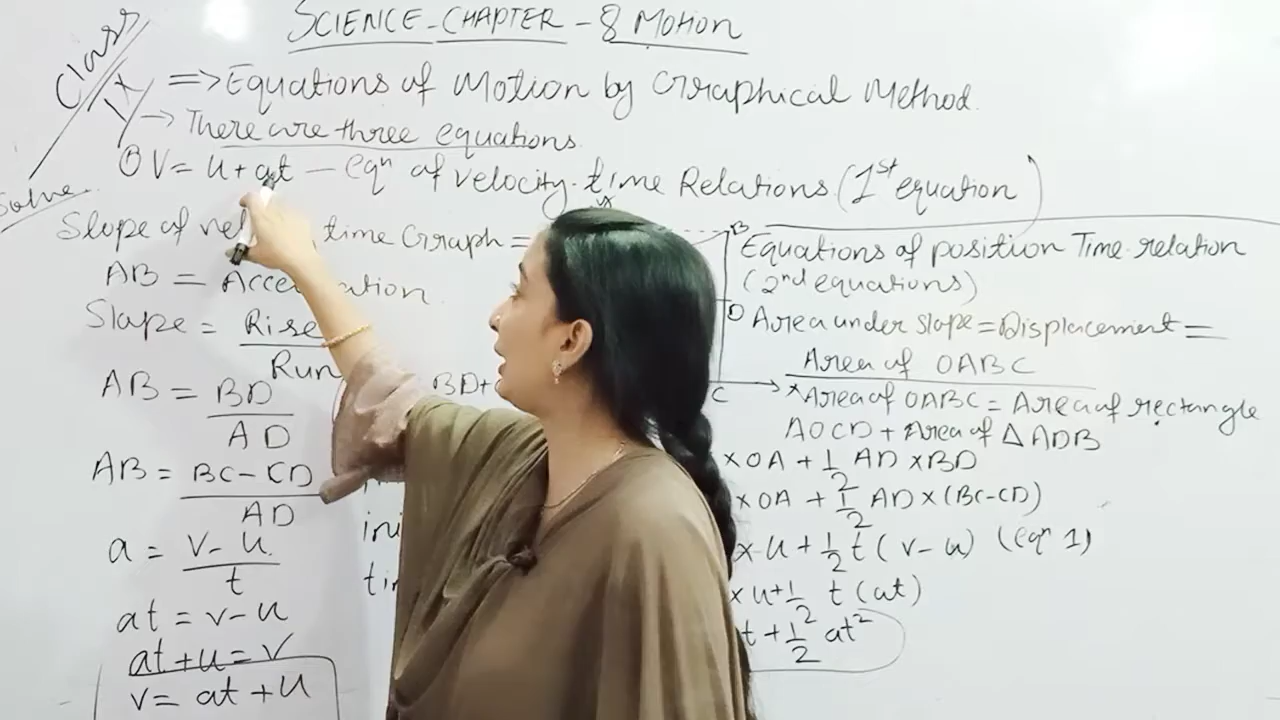 SCIENCE-CHAPTER-8 MOTION
Class
IX
=> Equations of Motion by Graphical Method.
-> There are three equations.
① V= u+at - eqn of velocity-time Relations (1st equation)
Solve
Slope of time Graph =
AB =
Slope = Rise
Run
AB = BD
AD
AB = BC-CD
AD
a = v-u
t
at = v-u
at+u=v
v= at+u
BD+
B
D
C
Equations of position Time-relation
(2nd equations)
Area under slope=Displacement=
Area of OABC
*Area of OABC= Area of rectangle
AOCD + Area of △ADB
×OA + 1/2 AD×BD
×OA + 1/2 AD×(BC-CD)
×u+1/2 t(v-u) (eqn 1)
×u+1/2 t(at)
t+1/2 at²